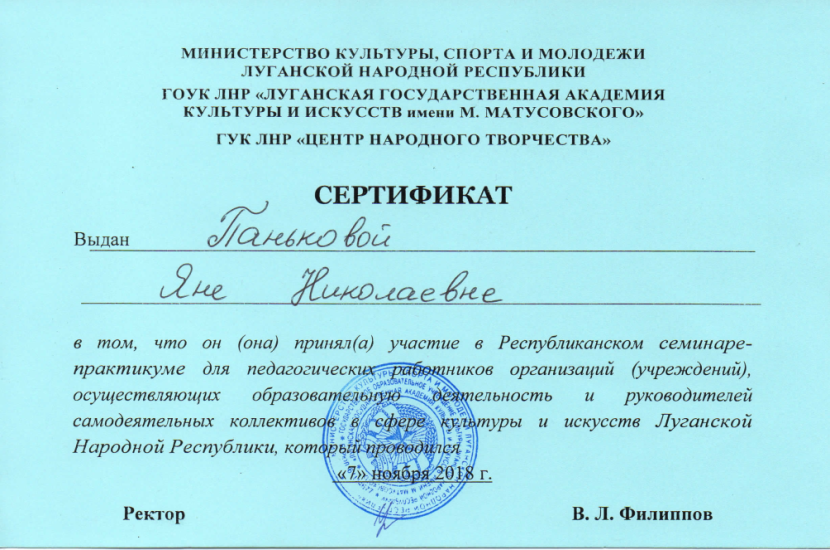 МИНИСТЕРСТВО КУЛЬТУРЫ, СПОРТА И МОЛОДЕЖИ
ЛУГАНСКОЙ НАРОДНОЙ РЕСПУБЛИКИ
ГОУК ЛНР «ЛУГАНСКАЯ ГОСУДАРСТВЕННАЯ АКАДЕМИЯ
КУЛЬТУРЫ И ИСКУССТВ имени М. МАТУСОВСКОГО»
ГУК ЛНР «ЦЕНТР НАРОДНОГО ТВОРЧЕСТВА»
СЕРТИФИКАТ
Выдан Паньковой
Яне Николаевне
в том, что он (она) принял(а) участие в Республиканском семинаре-
практикуме для педагогических работников организаций (учреждений),
осуществляющих образовательную деятельность и руководителей
самодеятельных коллективов в сфере культуры и искусств Луганской
Народной Республики, который проводился
«7» ноября 2018 г.
Ректор В. Л. Филиппов